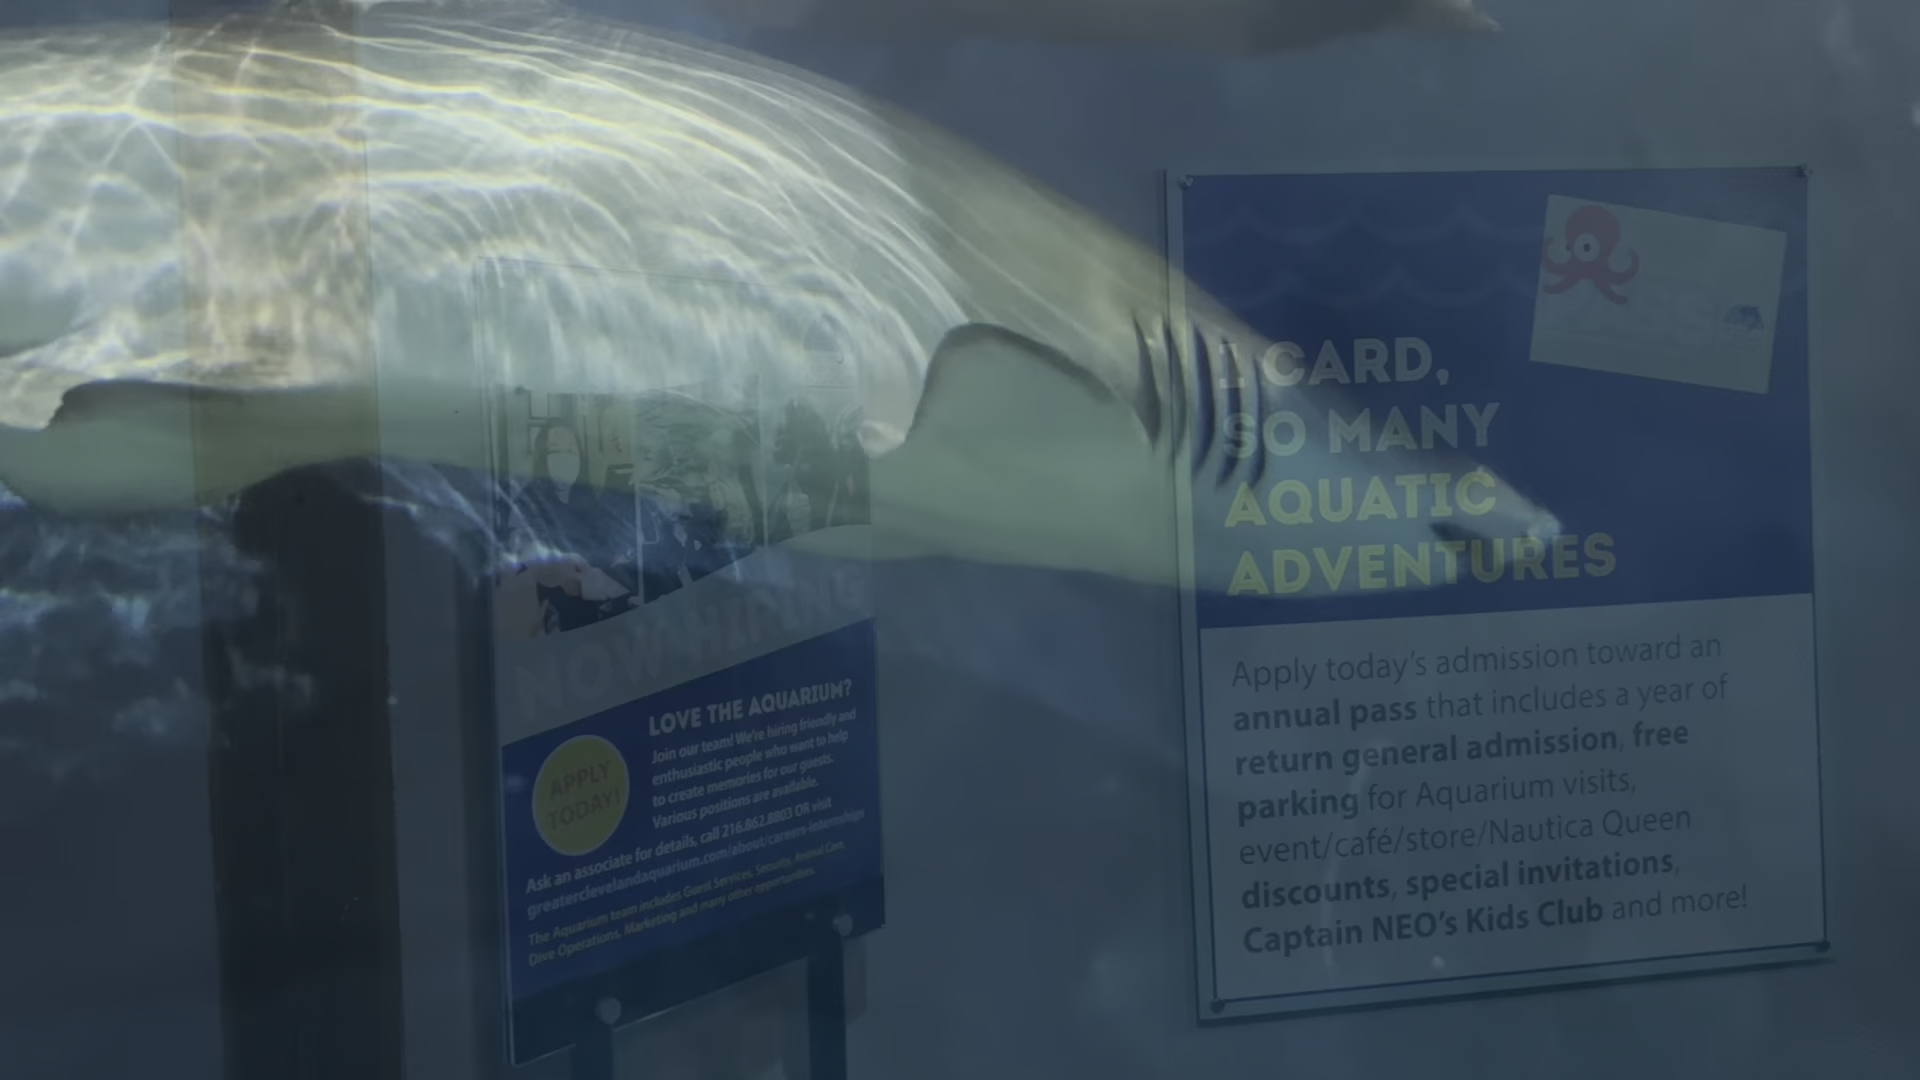 NOW HIRING
LOVE THE AQUARIUM?
Join our team! We're hiring friendly and
enthusiastic people who want to help
to create memories for our guests.
Various positions are available.
APPLY
TODAY!
Ask an associate for details, call 216.862.8803 OR visit
greaterclevelandaquarium.com/about/careers-internships
The Aquarium team includes Guest Services, Security, Animal Care,
Dive Operations, Marketing and many other opportunities.
1 CARD,
SO MANY
AQUATIC
ADVENTURES
Apply today's admission toward an
annual pass that includes a year of
return general admission, free
parking for Aquarium visits,
event/café/store/Nautica Queen
discounts, special invitations,
Captain NEO's Kids Club and more!